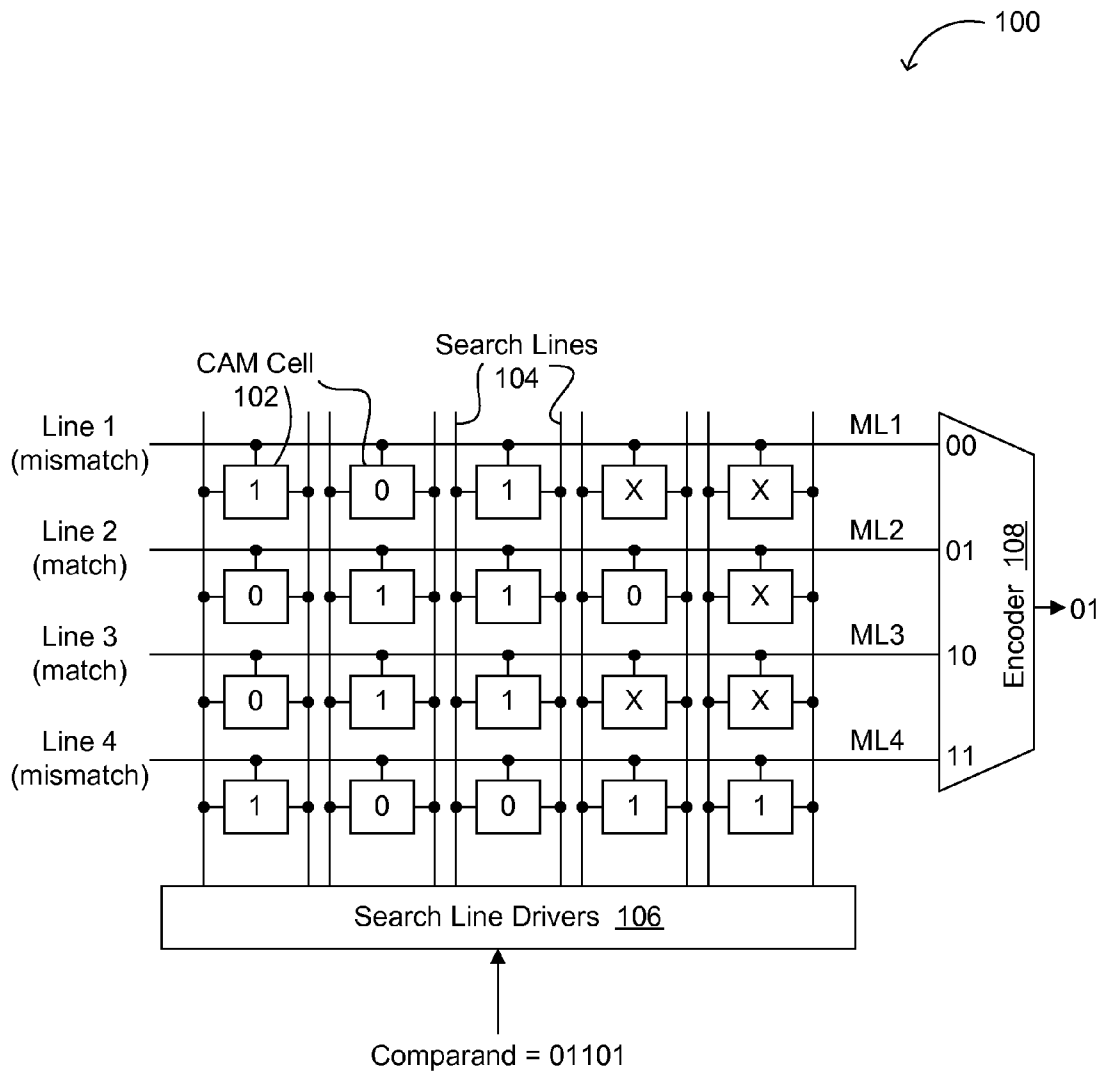 100
Search Lines
104
CAM Cell
102
Line 1
(mismatch)
ML1
00
1 0 1 X X
Line 2
(match)
ML2
01
0 1 1 0 X
Line 3
(match)
ML3
10
0 1 1 X X
Line 4
(mismatch)
ML4
11
1 0 0 1 1
Encoder 108
01
Search Line Drivers 106
Comparand = 01101